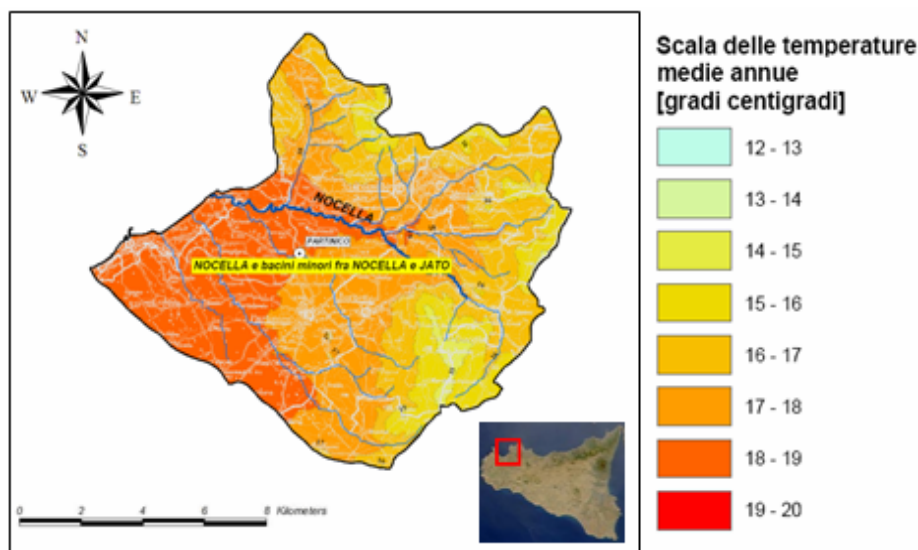 N
W E
S
NOCELLA
PARTINICO
NOCELLA e bacini minori fra NOCELLA e JATO
0 2 4 6 8 Kilometers
Scala delle temperature
medie annue
[gradi centigradi]
12 - 13
13 - 14
14 - 15
15 - 16
16 - 17
17 - 18
18 - 19
19 - 20